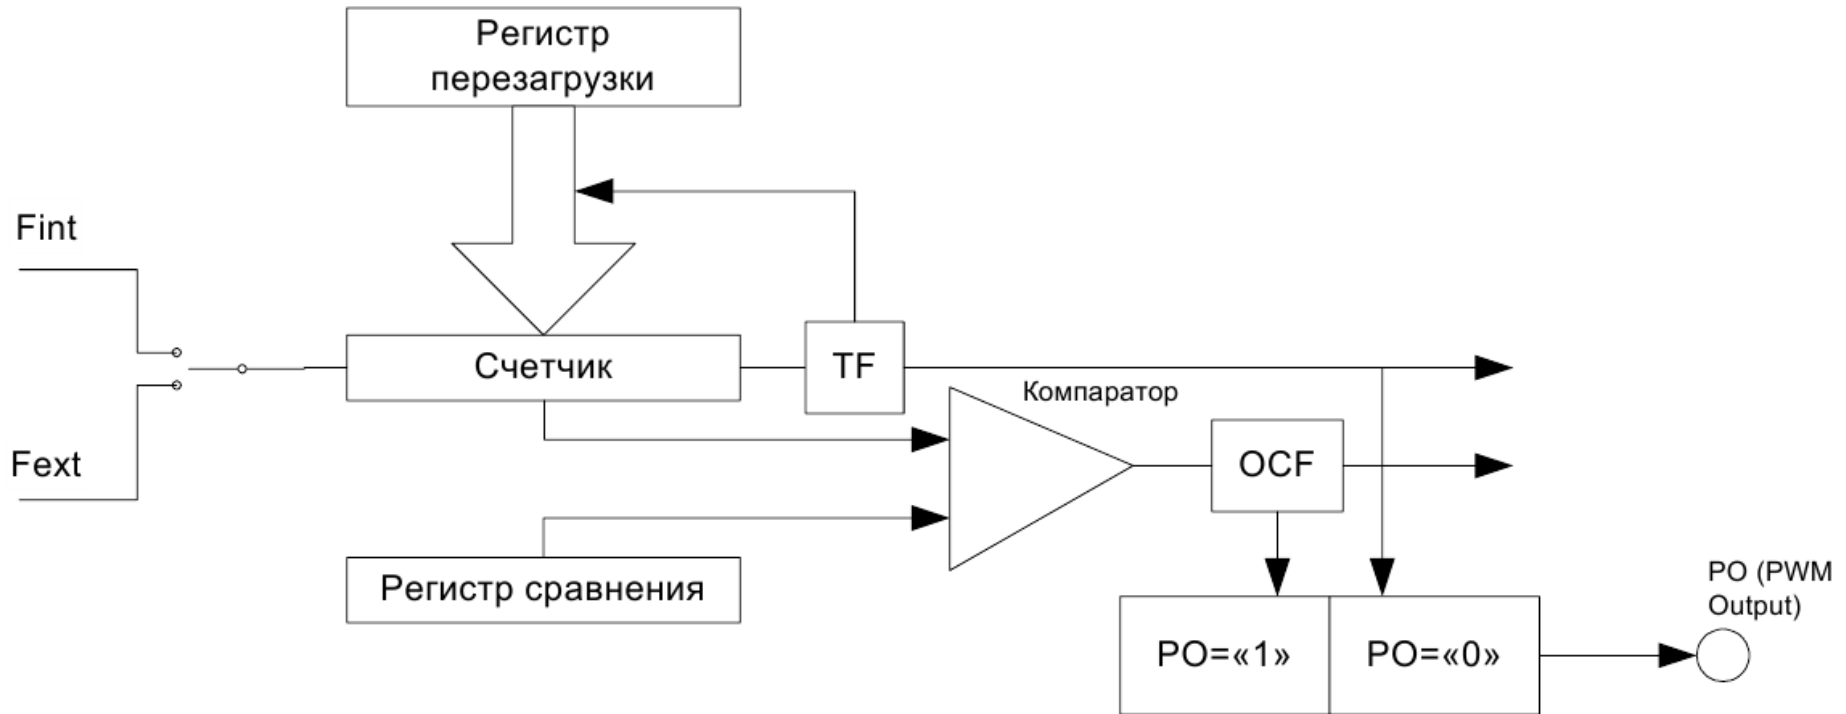 Регистр
перезагрузки
Fint
Счетчик
TF
Компаратор
Fext
OCF
Регистр сравнения
PO (PWM
Output)
PO=«1»
PO=«0»